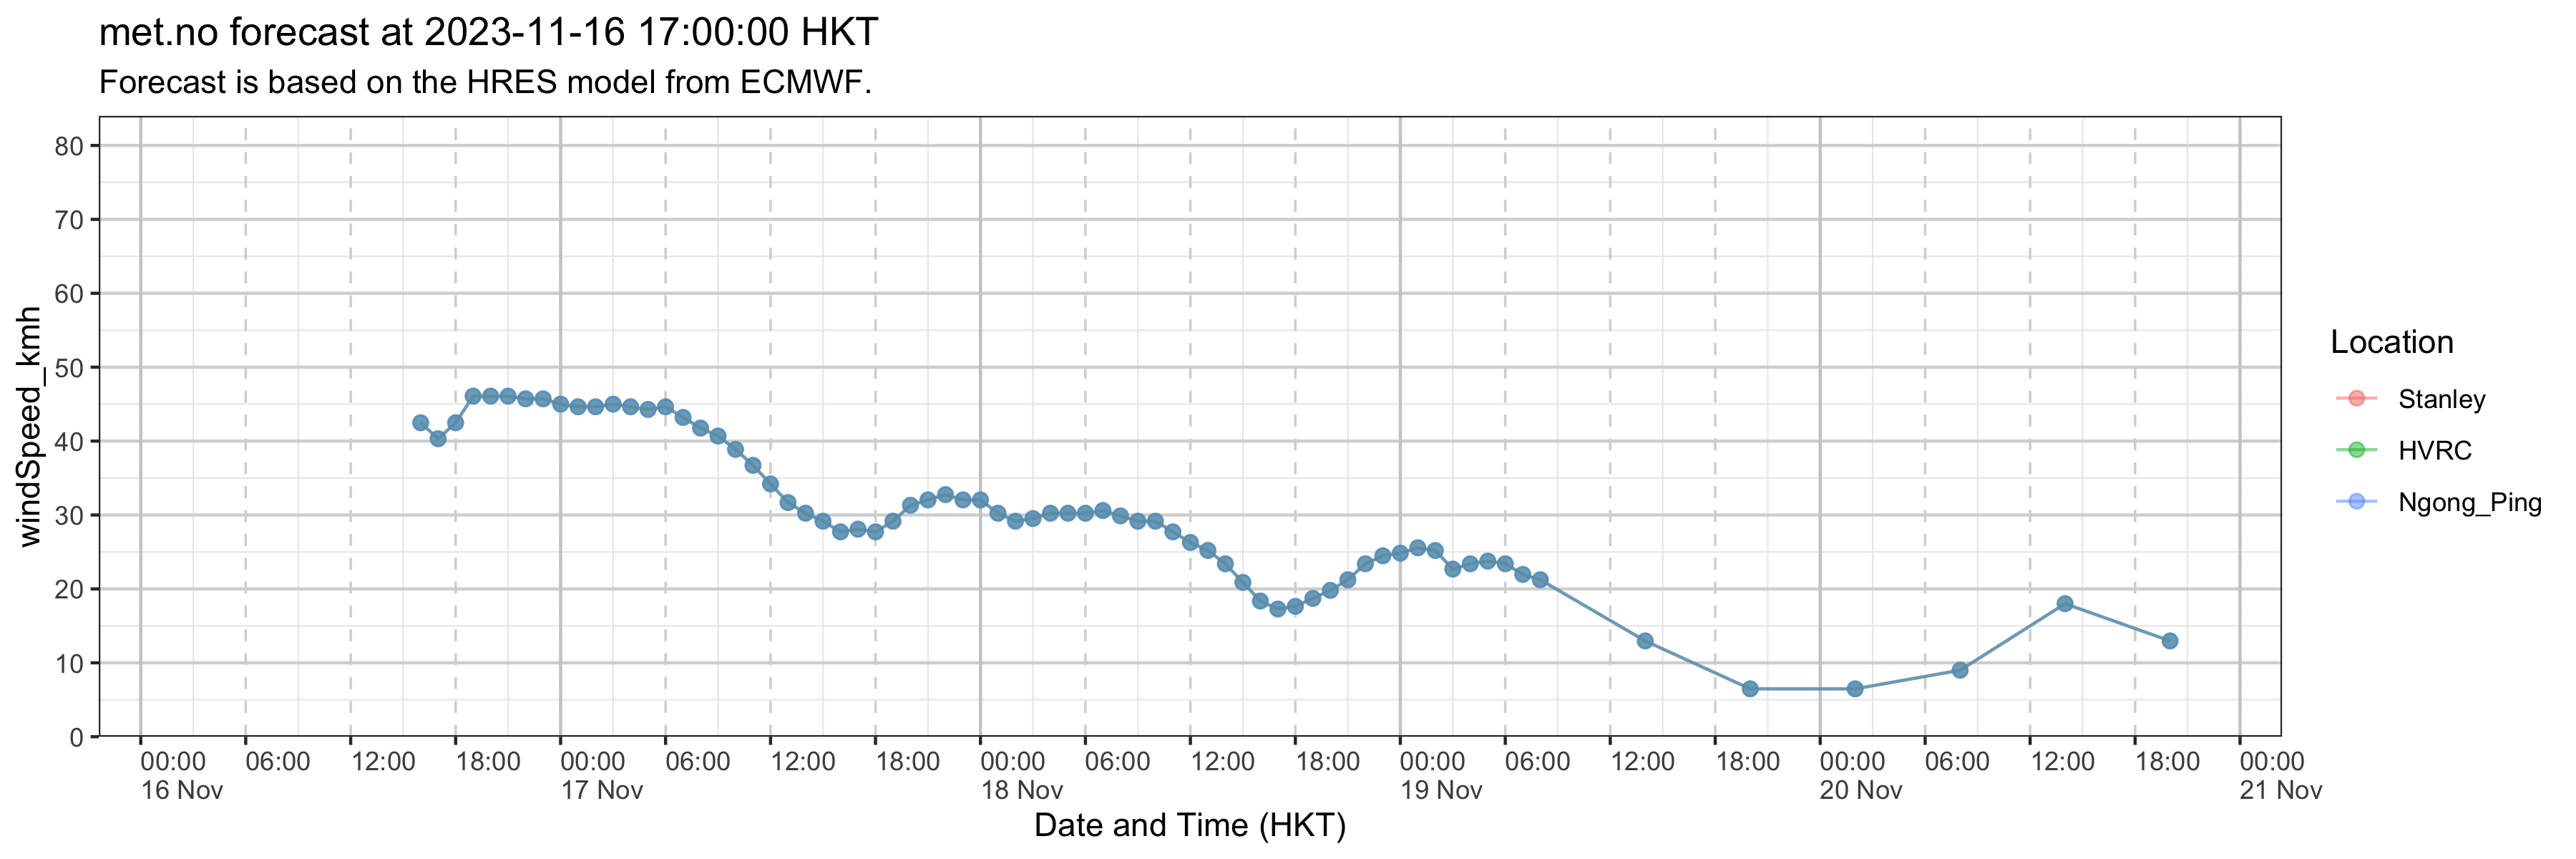 met.no forecast at 2023-11-16 17:00:00 HKT
Forecast is based on the HRES model from ECMWF.
windSpeed_kmh
80
70
60
50
40
30
20
10
0
00:00 06:00 12:00 18:00 00:00 06:00 12:00 18:00 00:00 06:00 12:00 18:00 00:00 06:00 12:00 18:00 00:00 06:00 12:00 18:00 00:00
16 Nov 17 Nov 18 Nov 19 Nov 20 Nov 21 Nov
Date and Time (HKT)
Location
Stanley
HVRC
Ngong_Ping